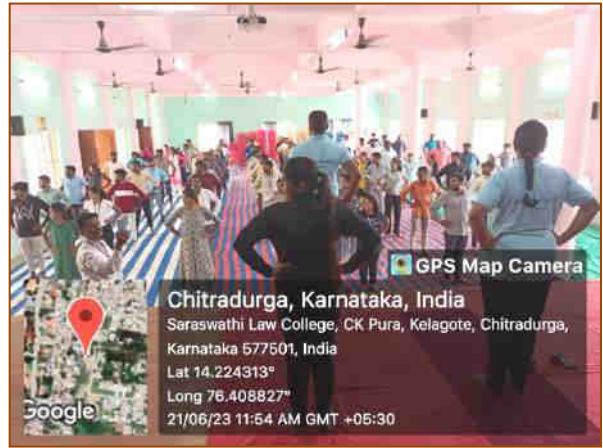 GPS Map Camera
Chitradurga, Karnataka, India
Saraswathi Law College, CK Pura, Kelagote, Chitradurga,
Karnataka 577501, India
Lat 14.224313°
Long 76.408827°
21/06/23 11:54 AM GMT +05:30
Google